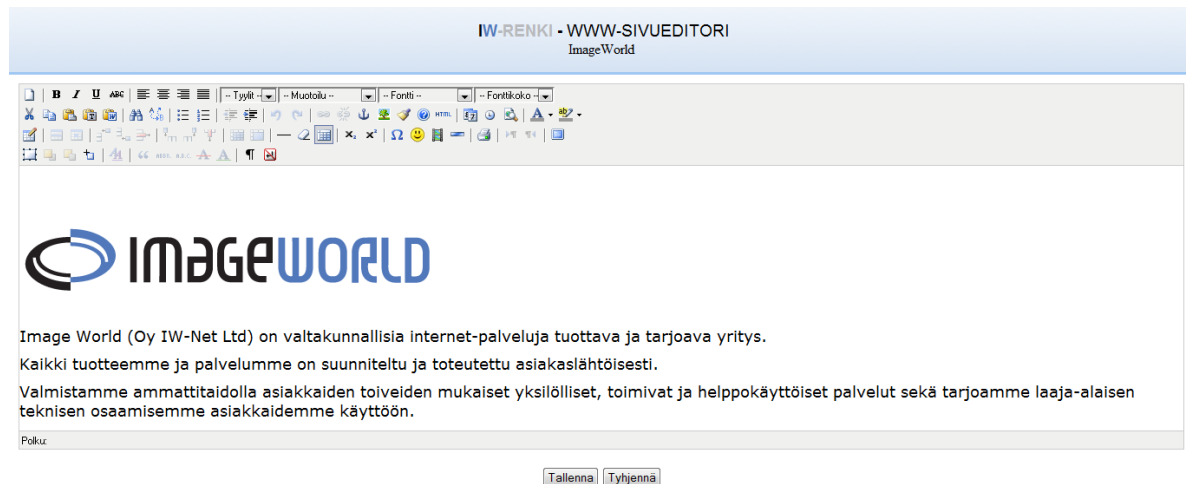 IW-RENKI - WWW-SIVUEDITORI
ImageWorld
B I U ABC -- Tyylit -- -- Muotoilu -- -- Fontti -- -- Fonttikoko --
HTML
IMAGEWORLD
Image World (Oy IW-Net Ltd) on valtakunnallisia internet-palveluja tuottava ja tarjoava yritys.
Kaikki tuotteemme ja palvelumme on suunniteltu ja toteutettu asiakaslähtöisesti.
Valmistamme ammattitaidolla asiakkaiden toiveiden mukaiset yksilölliset, toimivat ja helppokäyttöiset palvelut sekä tarjoamme laaja-alaisen
teknisen osaamisemme asiakkaidemme käyttöön.
Polku:
Tallenna Tyhjennä